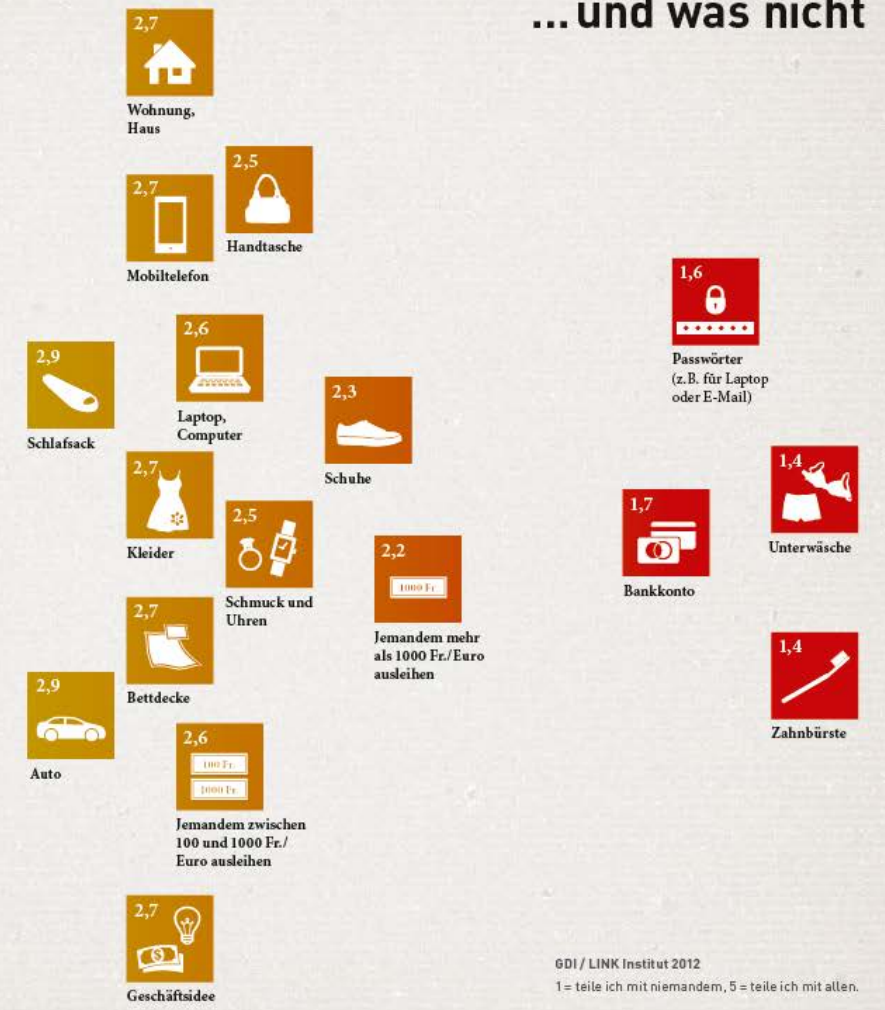 ... und was nicht
2,7
Wohnung,
Haus
2,5
Handtasche
2,7
Mobiltelefon
1,6
Passwörter
(z.B. für Laptop
oder E-Mail)
2,6
Laptop,
Computer
2,9
Schlafsack
2,3
Schuhe
2,7
Kleider
1,4
Unterwäsche
1,7
Bankkonto
2,5
Schmuck und
Uhren
2,2
1000 Fr.
Jemandem mehr
als 1000 Fr./Euro
ausleihen
2,7
Bettdecke
1,4
Zahnbürste
2,9
Auto
2,6
100 Fr.
1000 Fr.
Jemandem zwischen
100 und 1000 Fr./
Euro ausleihen
2,7
$
Geschäftsidee
GDI / LINK Institut 2012
1 = teile ich mit niemandem, 5 = teile ich mit allen.